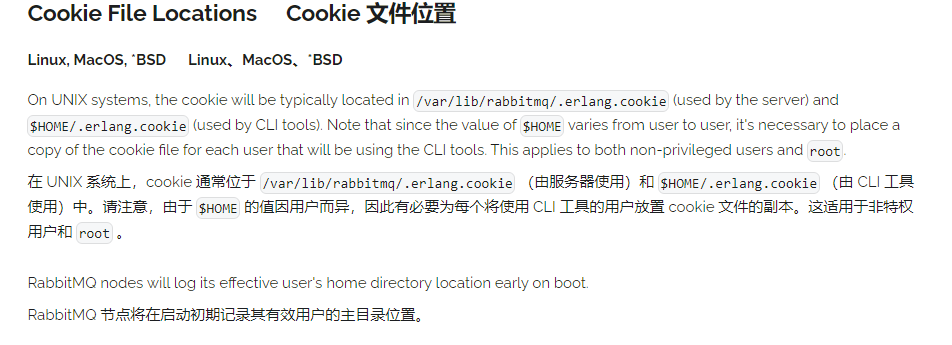 Cookie File Locations Cookie 文件位置
Linux, MacOS, *BSD Linux、MacOS、*BSD
On UNIX systems, the cookie will be typically located in /var/lib/rabbitmq/.erlang.cookie (used by the server) and
$HOME/.erlang.cookie (used by CLI tools). Note that since the value of $HOME varies from user to user, it's necessary to place a
copy of the cookie file for each user that will be using the CLI tools. This applies to both non-privileged users and root.
在 UNIX 系统上，cookie 通常位于 /var/lib/rabbitmq/.erlang.cookie （由服务器使用）和 $HOME/.erlang.cookie （由 CLI 工具
使用）中。请注意，由于 $HOME 的值因用户而异，因此有必要为每个将使用 CLI 工具的用户放置 cookie 文件的副本。这适用于非特权
用户和 root 。
RabbitMQ nodes will log its effective user's home directory location early on boot.
RabbitMQ 节点将在启动初期记录其有效用户的主目录位置。